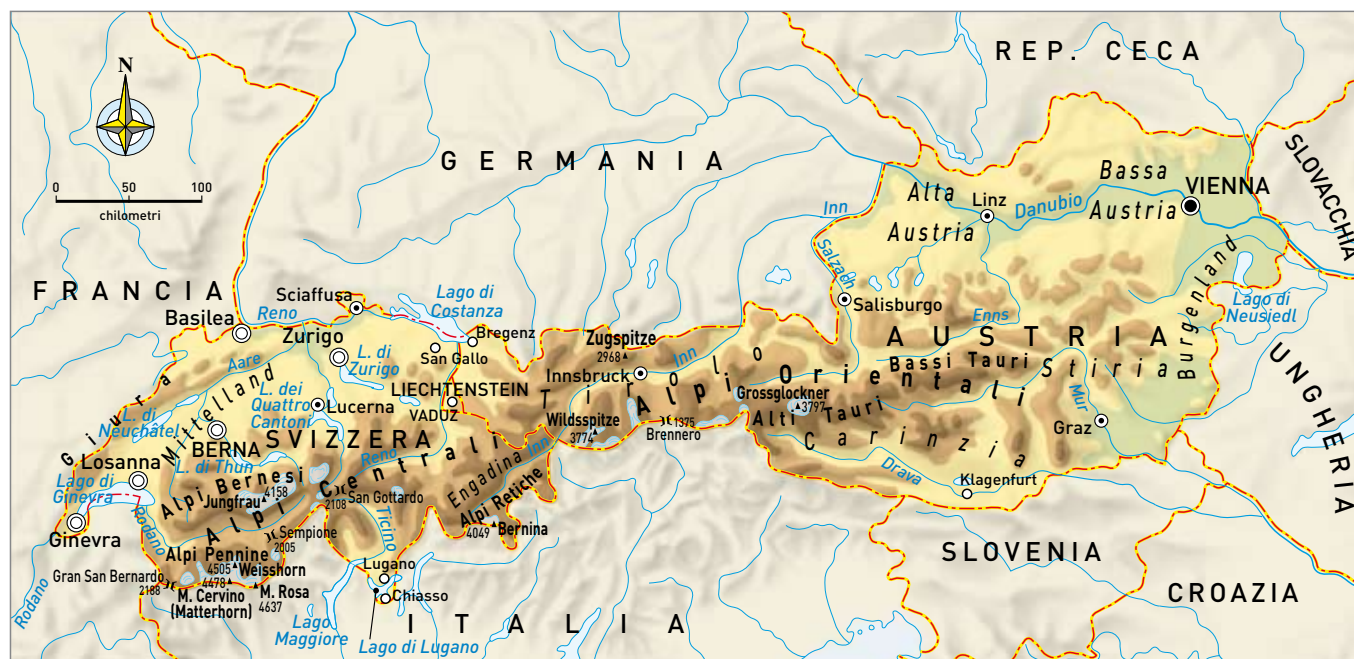 N
0 50 100
chilometri
REP. CECA
GERMANIA
SLOVACCHIA
FRANCIA
UNGHERIA
SLOVENIA
CROAZIA
ITALIA
AUSTRIA
SVIZZERA
LIECHTENSTEIN
VADUZ
Alta
Austria
Bassa
Austria
VIENNA
Linz
Danubio
Inn
Salzach
Salisburgo
Enns
Burgenland
Lago di
Neusiedl
Bassi Tauri
Stiria
Mur
Graz
Alpi Orientali
Grossglockner
3797
Alti Tauri
Carinzia
Drava
Klagenfurt
Tirolo
Zugspitze
2968
Inn
Innsbruck
Wildsspitze
3774
1375
Brennero
Sciaffusa
Lago di
Costanza
Bregenz
San Gallo
Basilea
Reno
Zurigo
L. di
Zurigo
Aare
Giura
Mittelland
L. dei
Quattro
Cantoni
Lucerna
L. di
Neuchâtel
BERNA
L. di Thun
Losanna
Lago di
Ginevra
Ginevra
Rodano
Rodano
Alpi Bernesi
Jungfrau
4158
Alpi Centrali
Reno
2108
San Gottardo
Engadina
Inn
Alpi Retiche
4049
Bernina
Ticino
Sempione
2005
Alpi Pennine
4505
Weisshorn
Gran San Bernardo
2188
4478
M. Cervino
(Matterhorn)
M. Rosa
4637
Lugano
Chiasso
Lago
Maggiore
Lago di Lugano